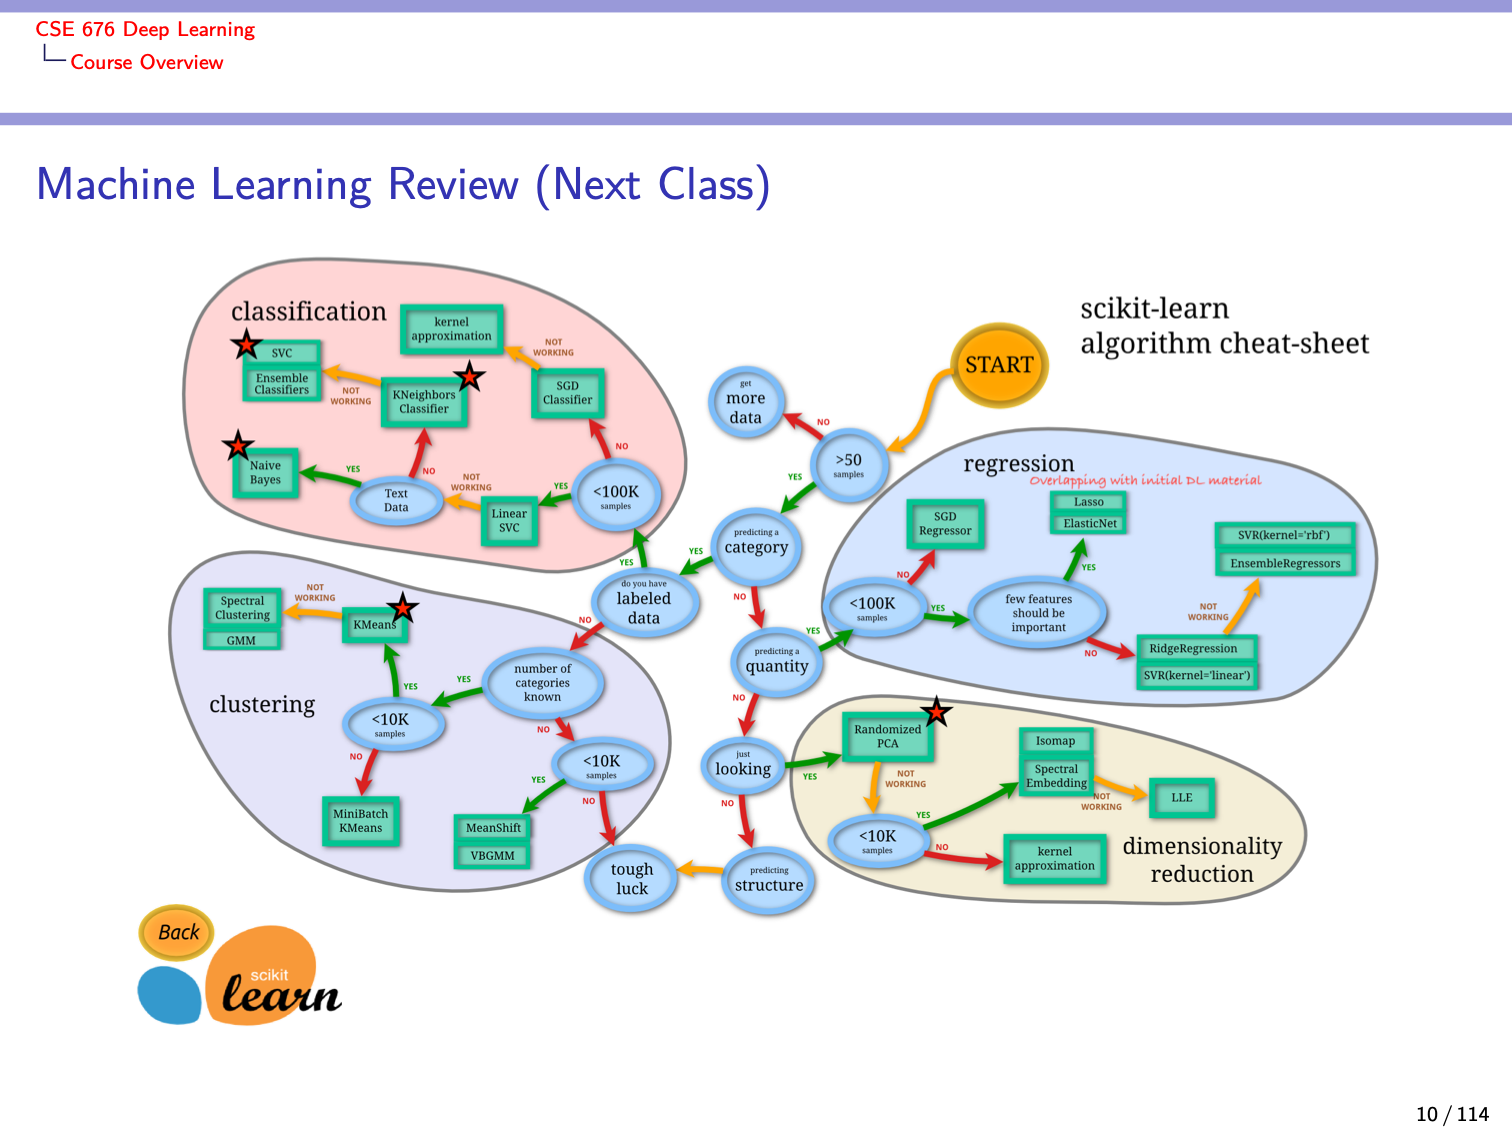 CSE 676 Deep Learning
Course Overview
Machine Learning Review (Next Class)
scikit-learn
algorithm cheat-sheet
START
get
more
data
NO
>50
samples
YES
predicting a
category
YES
NO
do you have
labeled
data
YES
NO
predicting a
quantity
YES
NO
just
looking
YES
NO
predicting
structure
tough
luck
classification
kernel
approximation
NOT
WORKING
SVC
Ensemble
Classifiers
NOT
WORKING
KNeighbors
Classifier
SGD
Classifier
NO
Naive
Bayes
YES
NO
Text
Data
NOT
WORKING
Linear
SVC
YES
<100K
samples
regression
Overlapping with initial DL material
SGD
Regressor
Lasso
ElasticNet
SVR(kernel='rbf')
EnsembleRegressors
NO
YES
<100K
samples
YES
few features
should be
important
NOT
WORKING
NO
RidgeRegression
SVR(kernel='linear')
clustering
Spectral
Clustering
GMM
NOT
WORKING
KMeans
YES
YES
number of
categories
known
<10K
samples
NO
NO
<10K
samples
YES
NO
MiniBatch
KMeans
MeanShift
VBGMM
Randomized
PCA
NOT
WORKING
Isomap
Spectral
Embedding
NOT
WORKING
LLE
YES
<10K
samples
NO
kernel
approximation
dimensionality
reduction
Back
scikit
learn
10 / 114